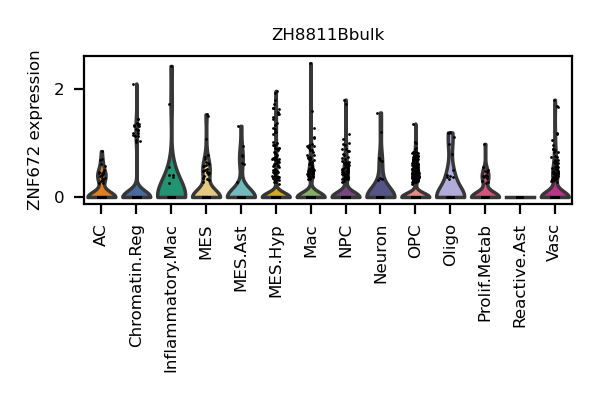 ZH8811Bbulk
ZNF672 expression
2
0
AC
Chromatin.Reg
Inflammatory.Mac
MES
MES.Ast
MES.Hyp
Mac
NPC
Neuron
OPC
Oligo
Prolif.Metab
Reactive.Ast
Vasc